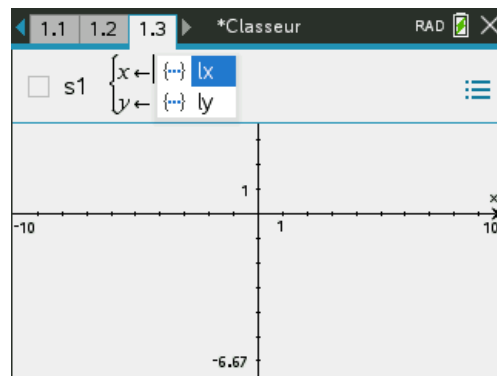 1.1 1.2 1.3 *Classeur RAD
s1 {x← {···} lx
y← {···} ly
1
x
-10 1 10
-6.67